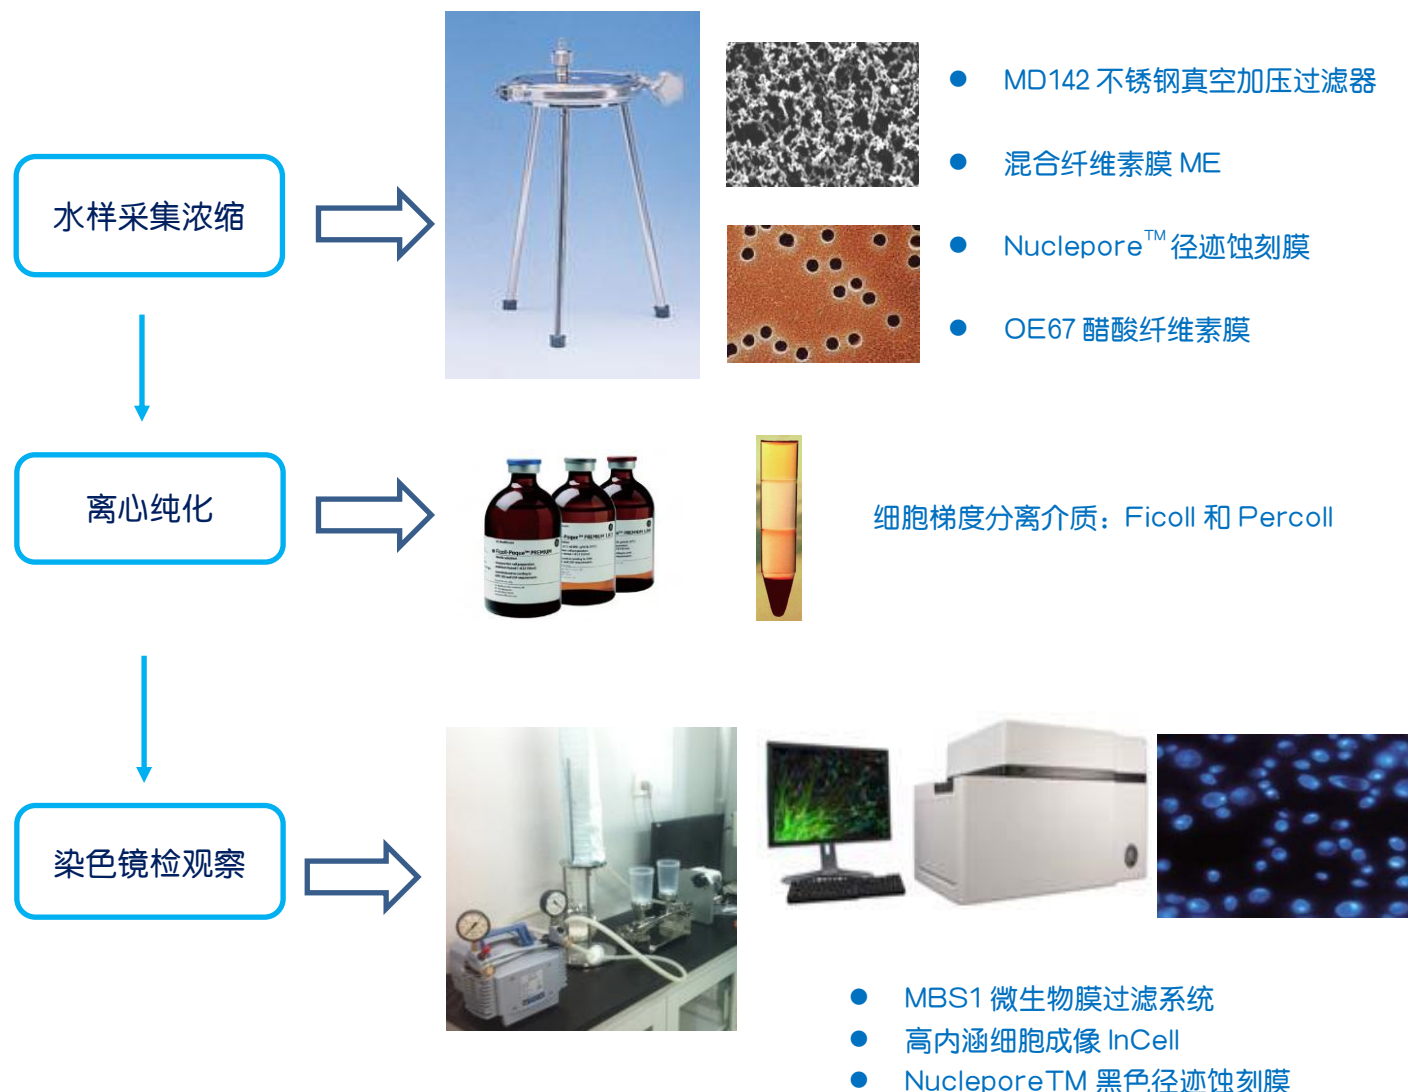 水样采集浓缩
MD142 不锈钢真空加压过滤器
混合纤维素膜 ME
Nuclepore™ 径迹蚀刻膜
OE67 醋酸纤维素膜
离心纯化
Ficoll-Paque™ PREMIUM
细胞梯度分离介质：Ficoll 和 Percoll
染色镜检观察
MBS1 微生物膜过滤系统
高内涵细胞成像 InCell
NucleporeTM 黑色径迹蚀刻膜